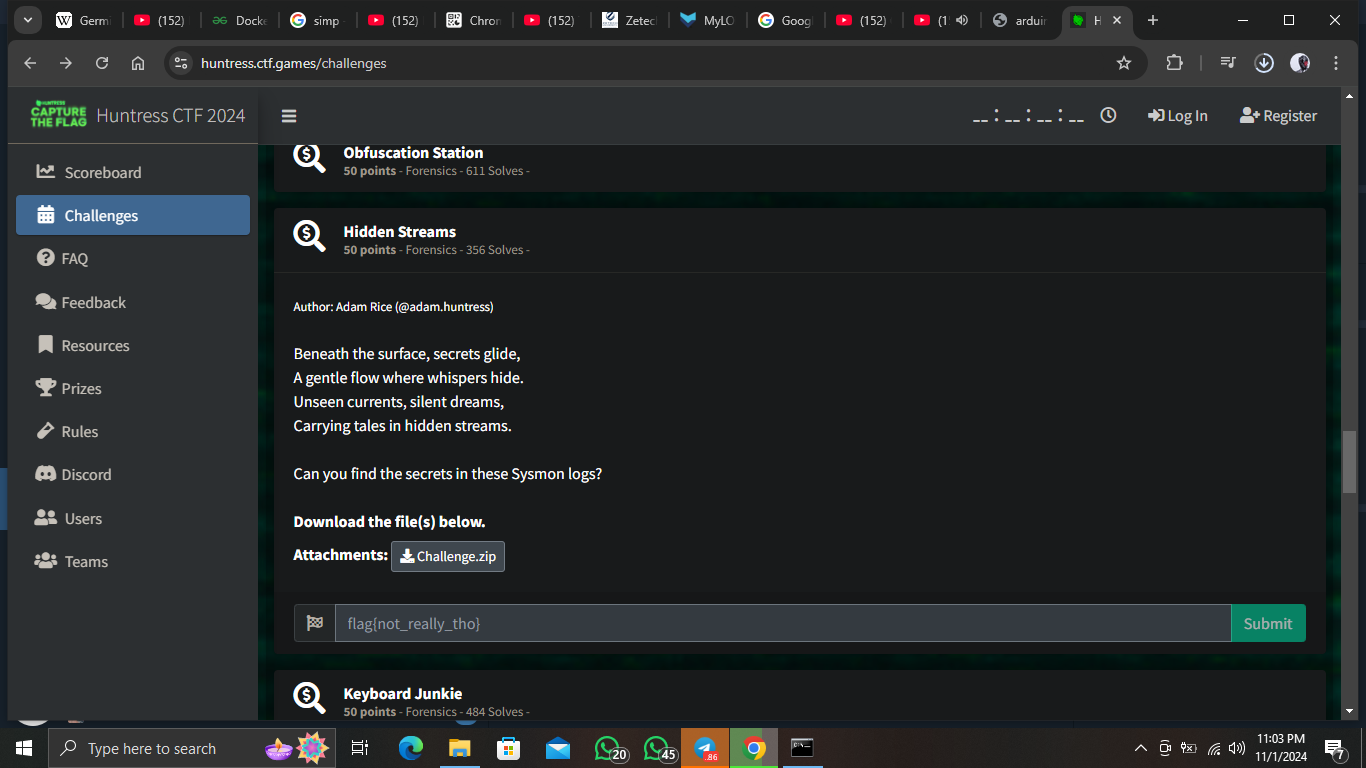 Germi
(152)
Docke
simp
(152)
Chron
(152)
Zetec
MyLO
Goog
(152)
(1
arduir
H
huntress.ctf.games/challenges
CAPTURE
THE FLAG
Huntress CTF 2024
__ : __ : __ : __
Log In
Register
Scoreboard
Challenges
FAQ
Feedback
Resources
Prizes
Rules
Discord
Users
Teams
Obfuscation Station
50 points - Forensics - 611 Solves -
Hidden Streams
50 points - Forensics - 356 Solves -
Author: Adam Rice (@adam.huntress)
Beneath the surface, secrets glide,
A gentle flow where whispers hide.
Unseen currents, silent dreams,
Carrying tales in hidden streams.
Can you find the secrets in these Sysmon logs?
Download the file(s) below.
Attachments: Challenge.zip
flag{not_really_tho}
Submit
Keyboard Junkie
50 points - Forensics - 484 Solves -
Type here to search
20
45
.86
11:03 PM
11/1/2024
7